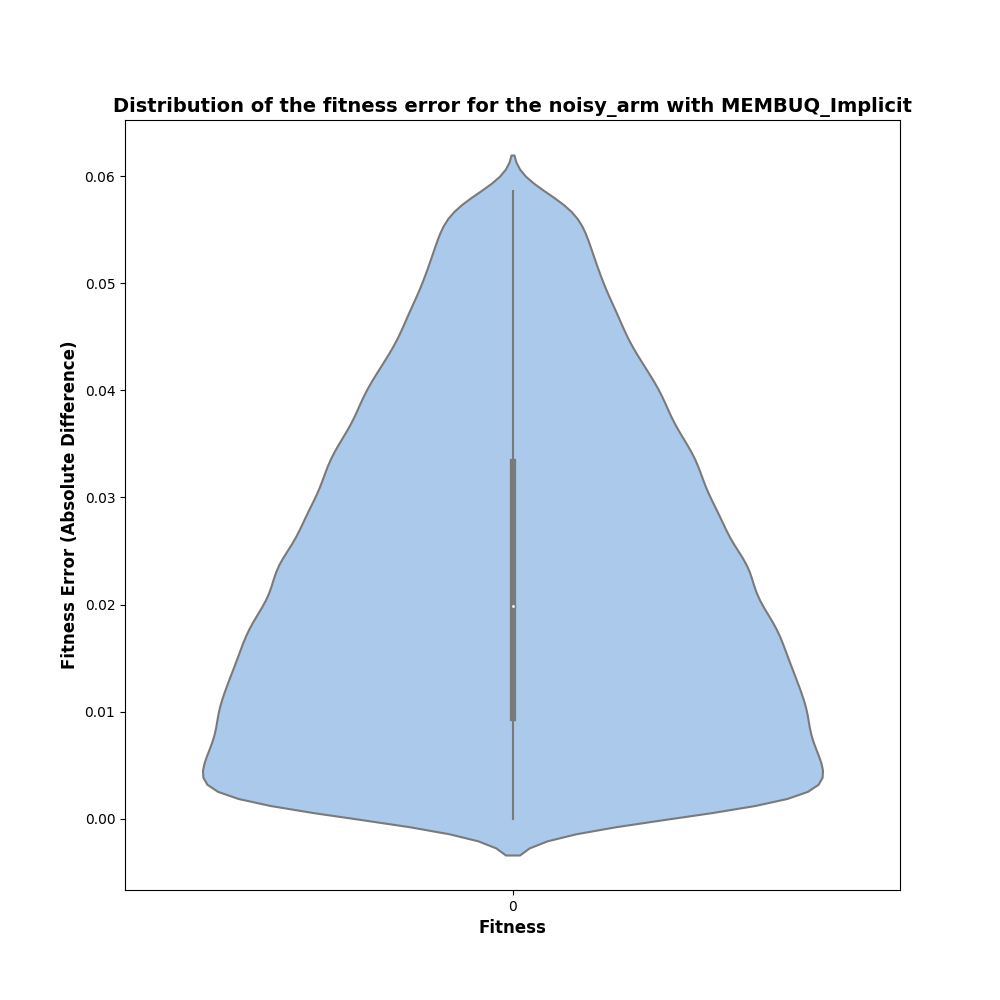 Distribution of the fitness error for the noisy_arm with MEMBUQ_Implicit
Fitness Error (Absolute Difference)
0.06
0.05
0.04
0.03
0.02
0.01
0.00
0
Fitness